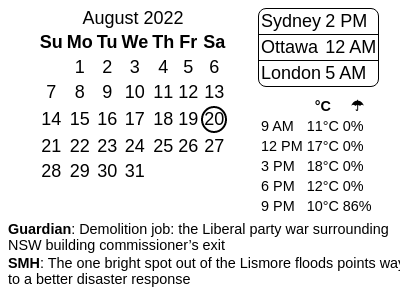 August 2022
Su Mo Tu We Th Fr Sa
1 2 3 4 5 6
7 8 9 10 11 12 13
14 15 16 17 18 19 20
21 22 23 24 25 26 27
28 29 30 31
Sydney 2 PM
Ottawa 12 AM
London 5 AM
°C ☂
9 AM 11°C 0%
12 PM 17°C 0%
3 PM 18°C 0%
6 PM 12°C 0%
9 PM 10°C 86%
Guardian: Demolition job: the Liberal party war surrounding
NSW building commissioner’s exit
SMH: The one bright spot out of the Lismore floods points way
to a better disaster response